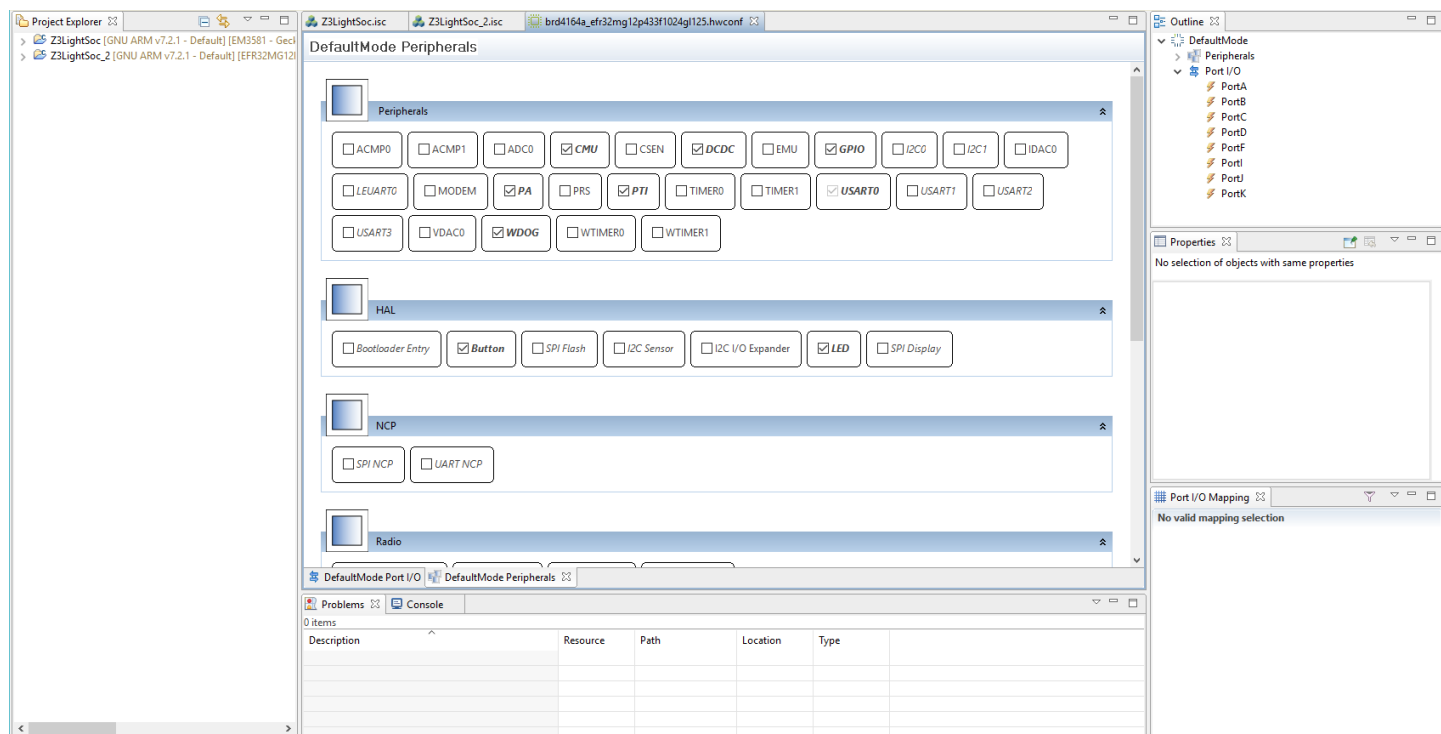 Project Explorer
Z3LightSoc [GNU ARM v7.2.1 - Default] [EM3581 - Geck
Z3LightSoc_2 [GNU ARM v7.2.1 - Default] [EFR32MG12
Z3LightSoc.isc Z3LightSoc_2.isc brd4164a_efr32mg12p433f1024gl125.hwconf
DefaultMode Peripherals
Peripherals
ACMP0 ACMP1 ADC0 CMU CSEN DCDC EMU GPIO I2C0 I2C1 IDAC0
LEUART0 MODEM PA PRS PTI TIMER0 TIMER1 USART0 USART1 USART2
USART3 VDAC0 WDOG WTIMER0 WTIMER1
HAL
Bootloader Entry Button SPI Flash I2C Sensor I2C I/O Expander LED SPI Display
NCP
SPI NCP UART NCP
Radio
DefaultMode Port I/O DefaultMode Peripherals
Problems Console
0 items
Description Resource Path Location Type
Outline
DefaultMode
Peripherals
Port I/O
PortA
PortB
PortC
PortD
PortF
PortI
PortJ
PortK
Properties
No selection of objects with same properties
Port I/O Mapping
No valid mapping selection